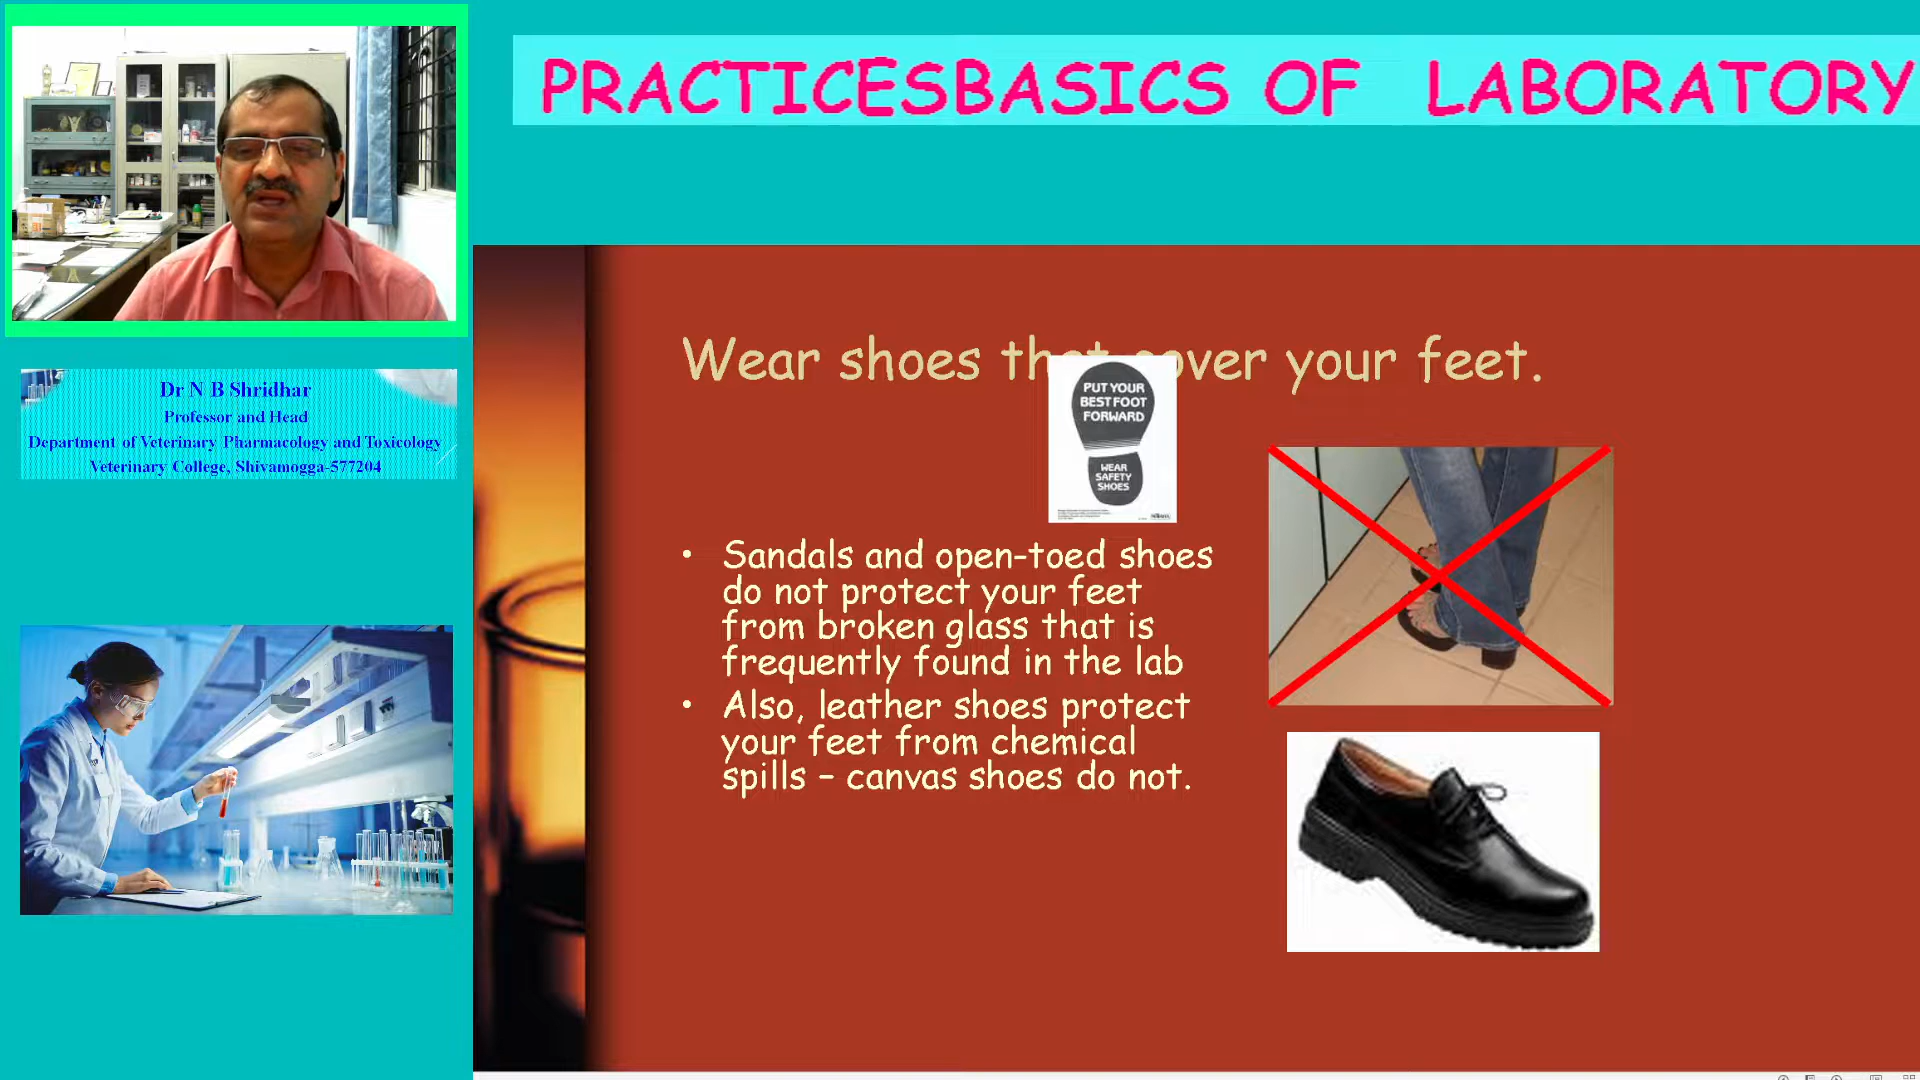 PRACTICESBASICS OF LABORATORY
Dr N B Shridhar
Professor and Head
Department of Veterinary Pharmacology and Toxicology
Veterinary College, Shivamogga-577204
Wear shoes that cover your feet.
PUT YOUR
BEST FOOT
FORWARD
WEAR
SAFETY
SHOES
• Sandals and open-toed shoes
do not protect your feet
from broken glass that is
frequently found in the lab
• Also, leather shoes protect
your feet from chemical
spills – canvas shoes do not.